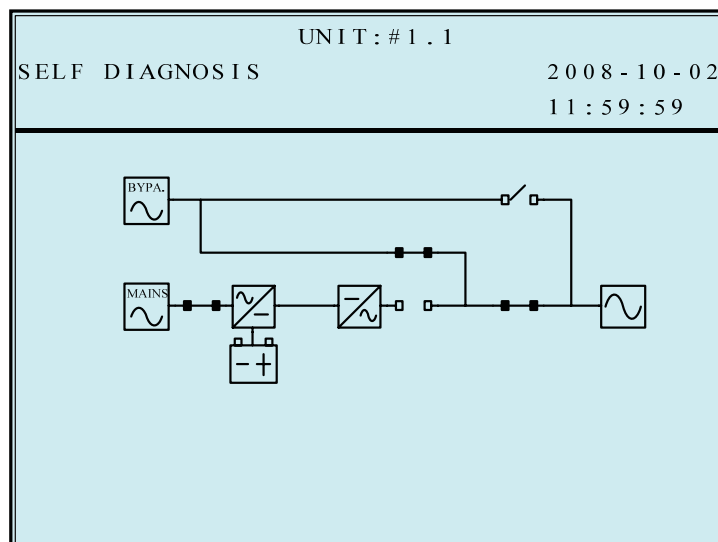 UNIT:#1.1
SELF DIAGNOSIS
2008-10-02
11:59:59
BYPA.
MAINS